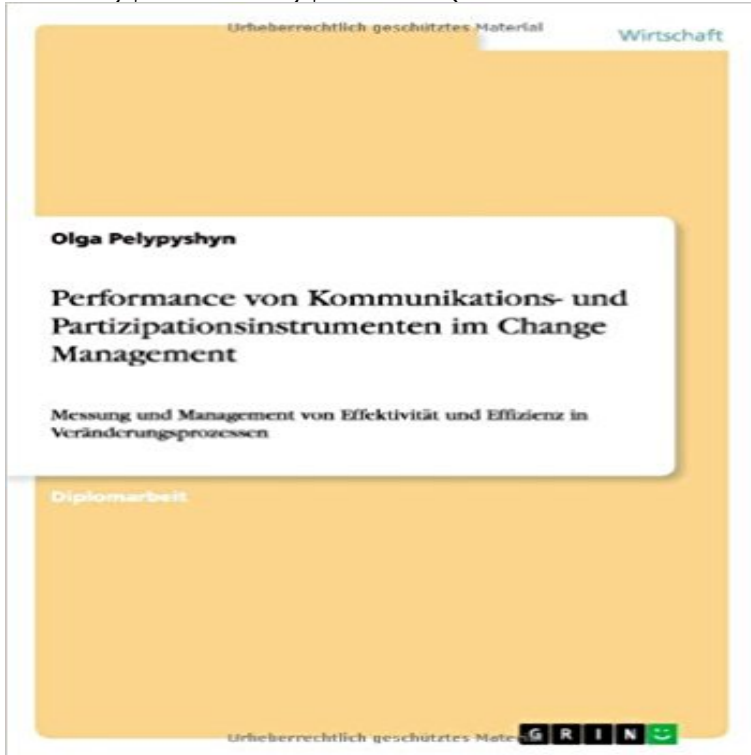 Urheberrechtlich geschütztes Material
Wirtschaft
Olga Pelypyshyn
Performance von Kommunikations- und
Partizipationsinstrumenten im Change
Management
Messung und Management von Effektivität und Effizienz in
Veränderungsprozessen
Diplomarbeit
Urheberrechtlich geschütztes
GRIN